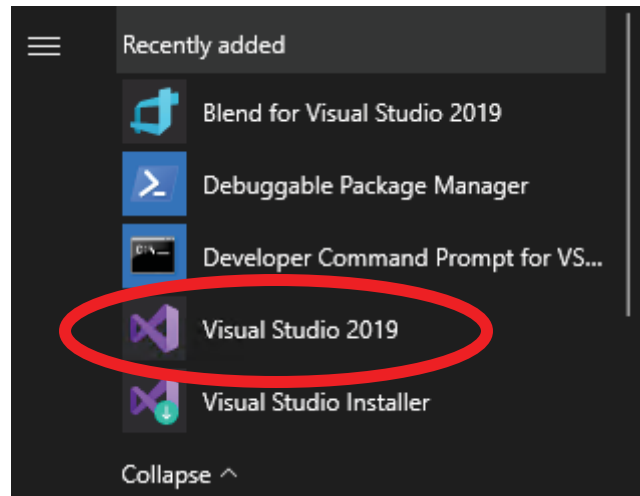 Recently added
Blend for Visual Studio 2019
Debuggable Package Manager
Developer Command Prompt for VS...
Visual Studio 2019
Visual Studio Installer
Collapse